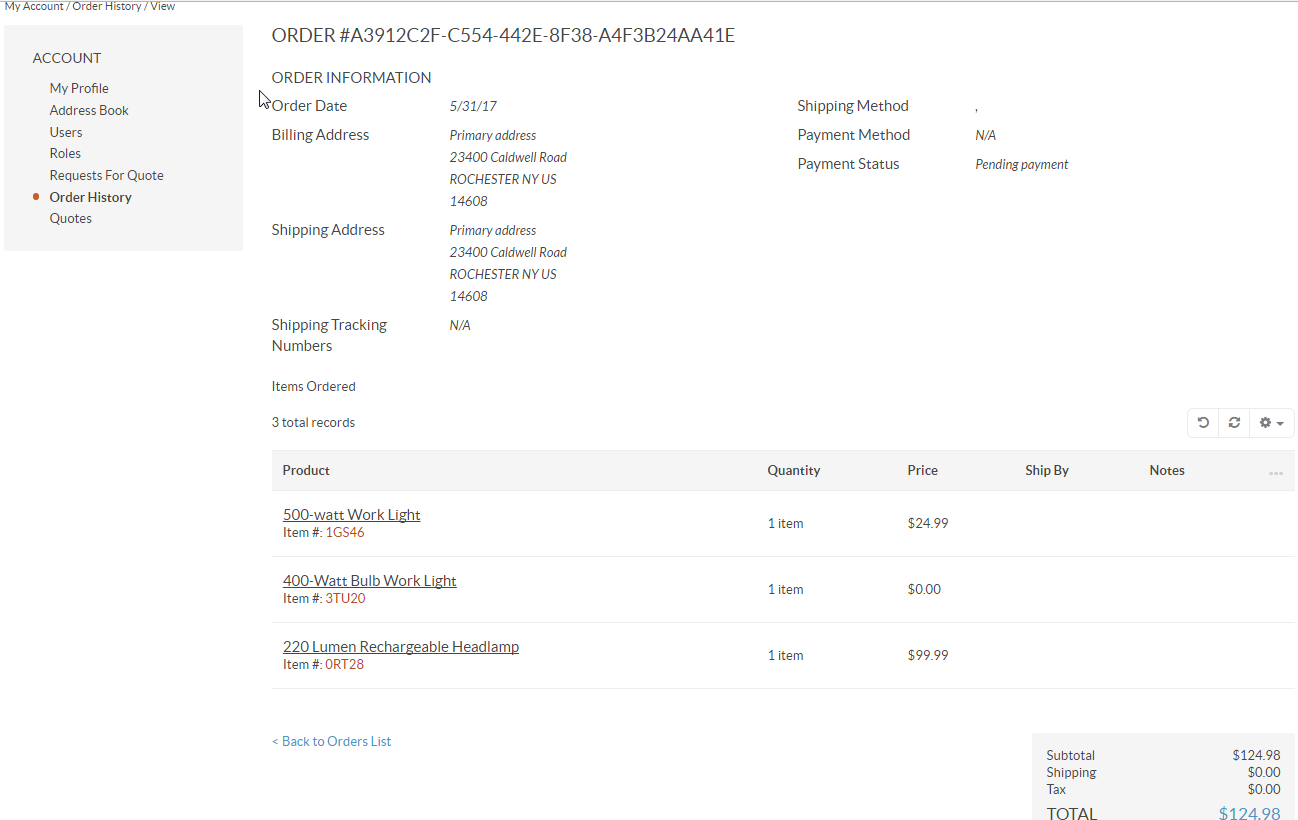 My Account / Order History / View
ACCOUNT
My Profile
Address Book
Users
Roles
Requests For Quote
Order History
Quotes
ORDER #A3912C2F-C554-442E-8F38-A4F3B24AA41E
ORDER INFORMATION
Order Date 5/31/17
Billing Address Primary address
23400 Caldwell Road
ROCHESTER NY US
14608
Shipping Address Primary address
23400 Caldwell Road
ROCHESTER NY US
14608
Shipping Tracking Numbers N/A
Shipping Method ,
Payment Method N/A
Payment Status Pending payment
Items Ordered
3 total records
Product Quantity Price Ship By Notes ...
500-watt Work Light
Item #: 1GS46 1 item $24.99
400-Watt Bulb Work Light
Item #: 3TU20 1 item $0.00
220 Lumen Rechargeable Headlamp
Item #: 0RT28 1 item $99.99
< Back to Orders List
Subtotal $124.98
Shipping $0.00
Tax $0.00
TOTAL $124.98